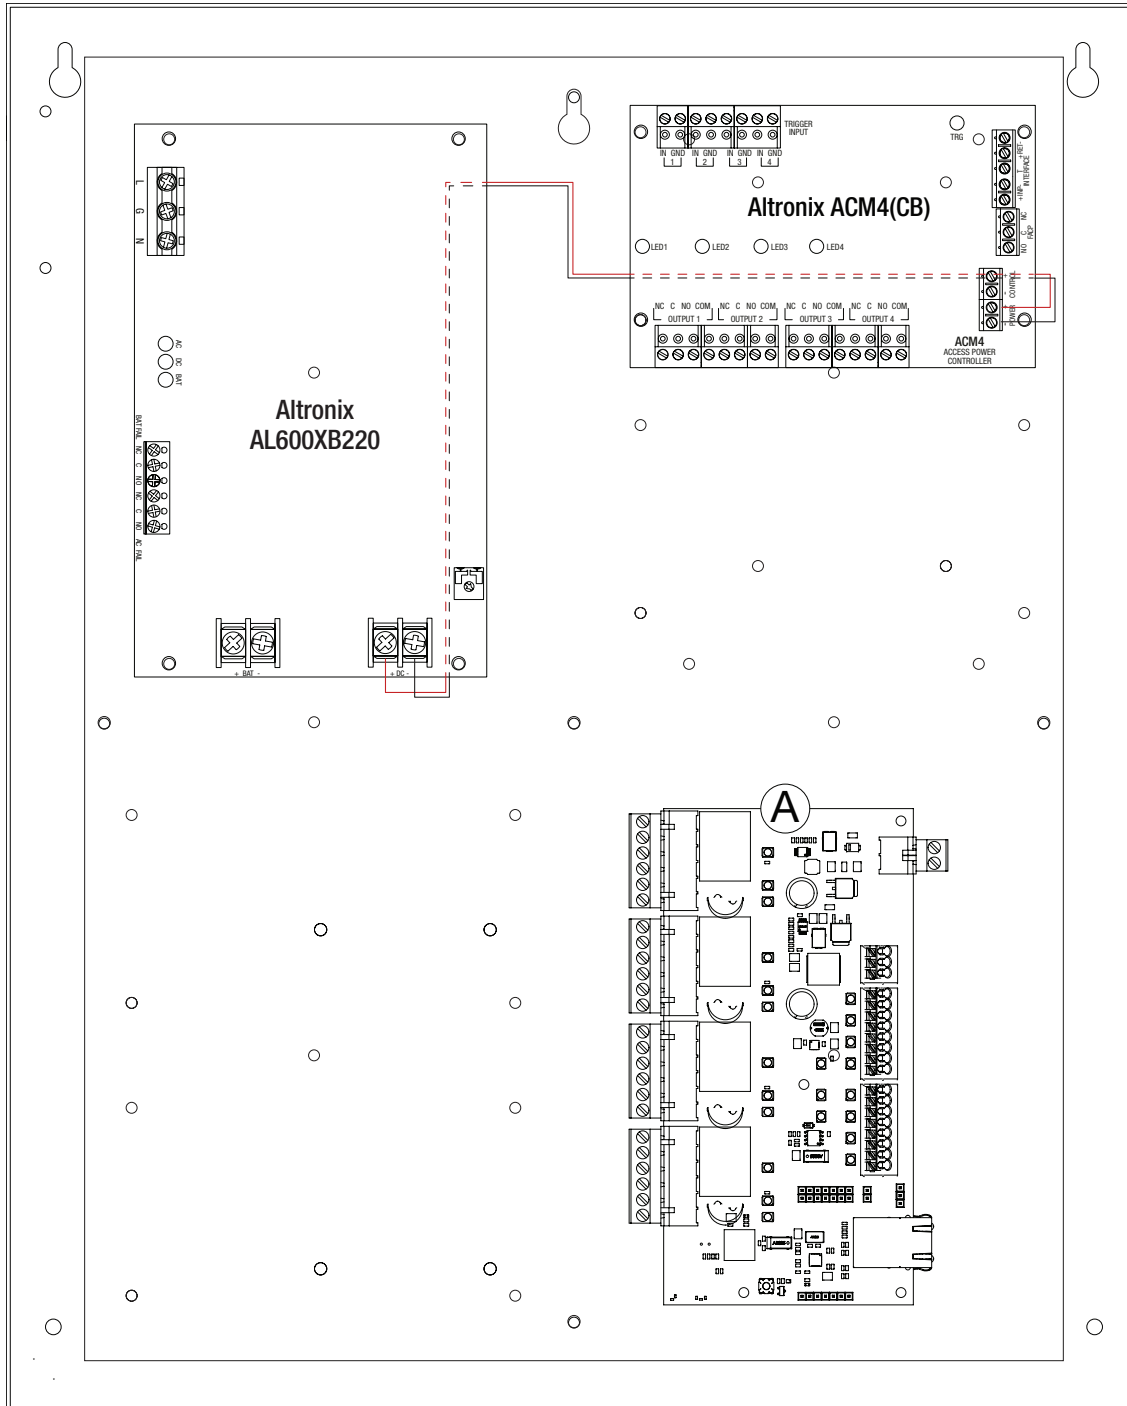 TRIGGER
INPUT
IN GND IN GND IN GND IN GND
1 2 3 4
TRG
+ INP - T + RET -
INTERFACE
Altronix ACM4(CB)
NO C NC
FACP
LED1 LED2 LED3 LED4
- CONTROL +
- POWER +
NC C NO COM NC C NO COM NC C NO COM NC C NO COM
OUTPUT 1 OUTPUT 2 OUTPUT 3 OUTPUT 4
ACM4
ACCESS POWER
CONTROLLER
L
G
N
AC
DC
BAT
Altronix
AL600XB220
BAT FAIL
NC
C
NO
NC
C
NO
AC FAIL
+ BAT -
+ DC -
A